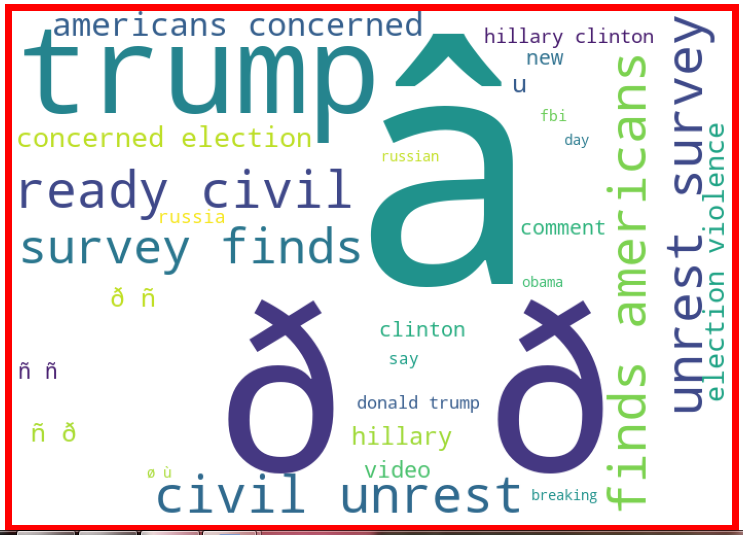 americans concerned
trump
concerned election
ready civil
russia
survey finds
ð ñ
ñ ñ
ñ ð
ø ù
civil unrest
â
russian
ð ð
clinton
say
donald trump
hillary
video
breaking
hillary clinton
new
u
fbi
day
comment
obama
finds americans
unrest survey
election violence